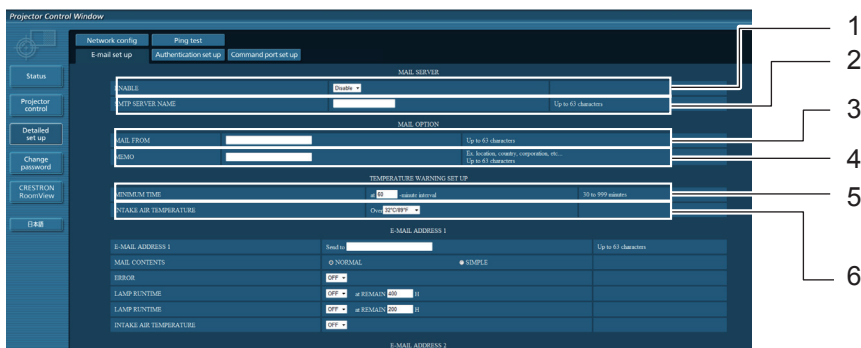 Projector Control Window
Network config Ping test
E-mail set up Authentication set up Command port set up
Status
Projector control
Detailed set up
Change password
CRESTRON RoomView
日本語
MAIL SERVER
ENABLE Disable
SMTP SERVER NAME Up to 63 characters
MAIL OPTION
MAIL FROM Up to 63 characters
MEMO Ex. location, country, corporation, etc...
Up to 63 characters
TEMPERATURE WARNING SET UP
MINIMUM TIME at 60 -minute interval 30 to 999 minutes
INTAKE AIR TEMPERATURE Over 32°C/89°F
E-MAIL ADDRESS 1
E-MAIL ADDRESS 1 Send to Up to 63 characters
MAIL CONTENTS NORMAL SIMPLE
ERROR OFF
LAMP RUNTIME OFF at REMAIN 400 H
LAMP RUNTIME OFF at REMAIN 200 H
INTAKE AIR TEMPERATURE OFF
E-MAIL ADDRESS 2
1
2
3
4
5
6